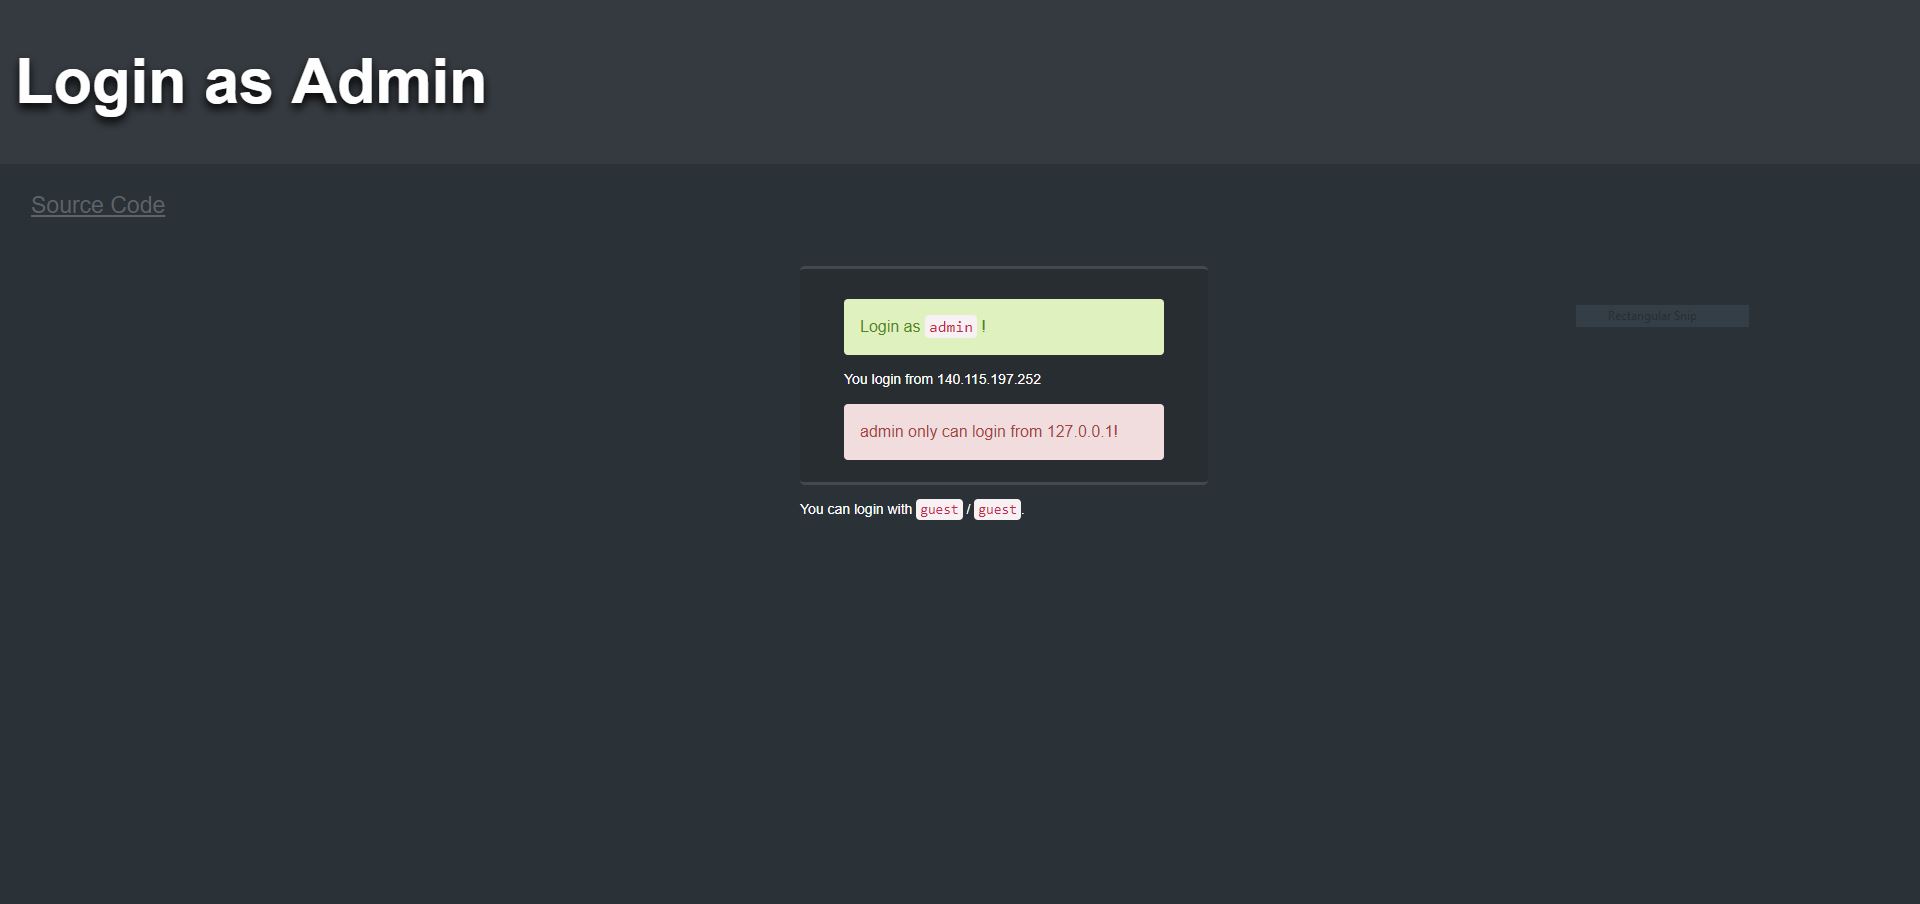 Login as Admin
Source Code
Login as admin !
You login from 140.115.197.252
Rectangular Snip
admin only can login from 127.0.0.1!
You can login with guest / guest.